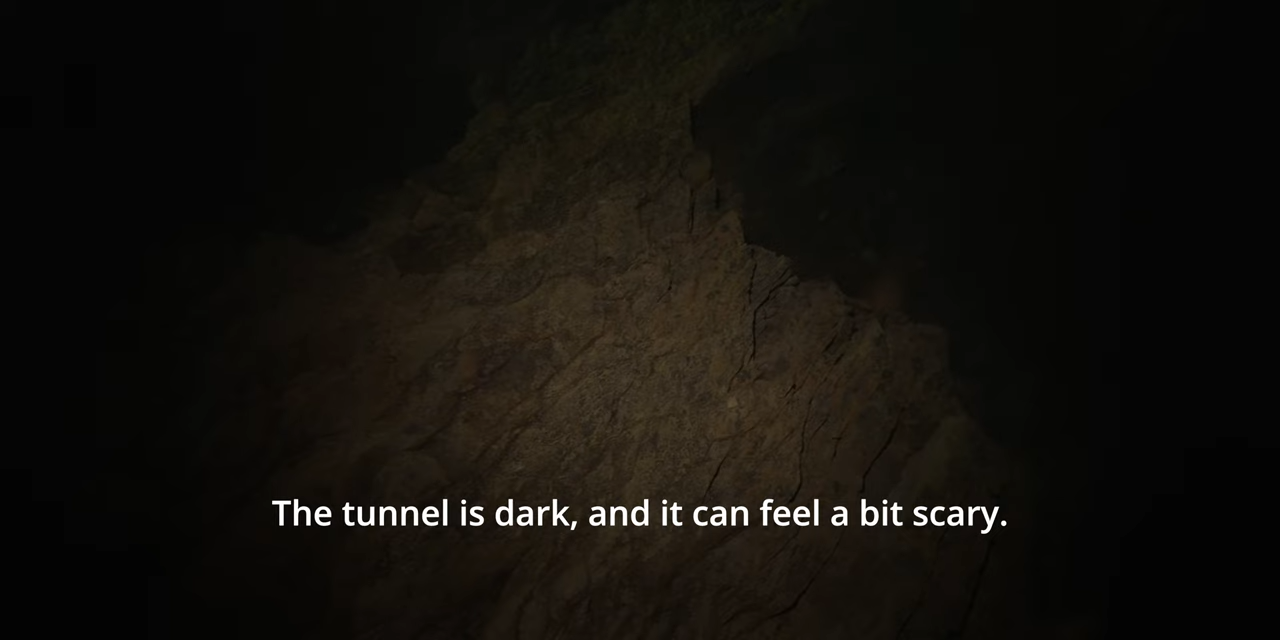 The tunnel is dark, and it can feel a bit scary.